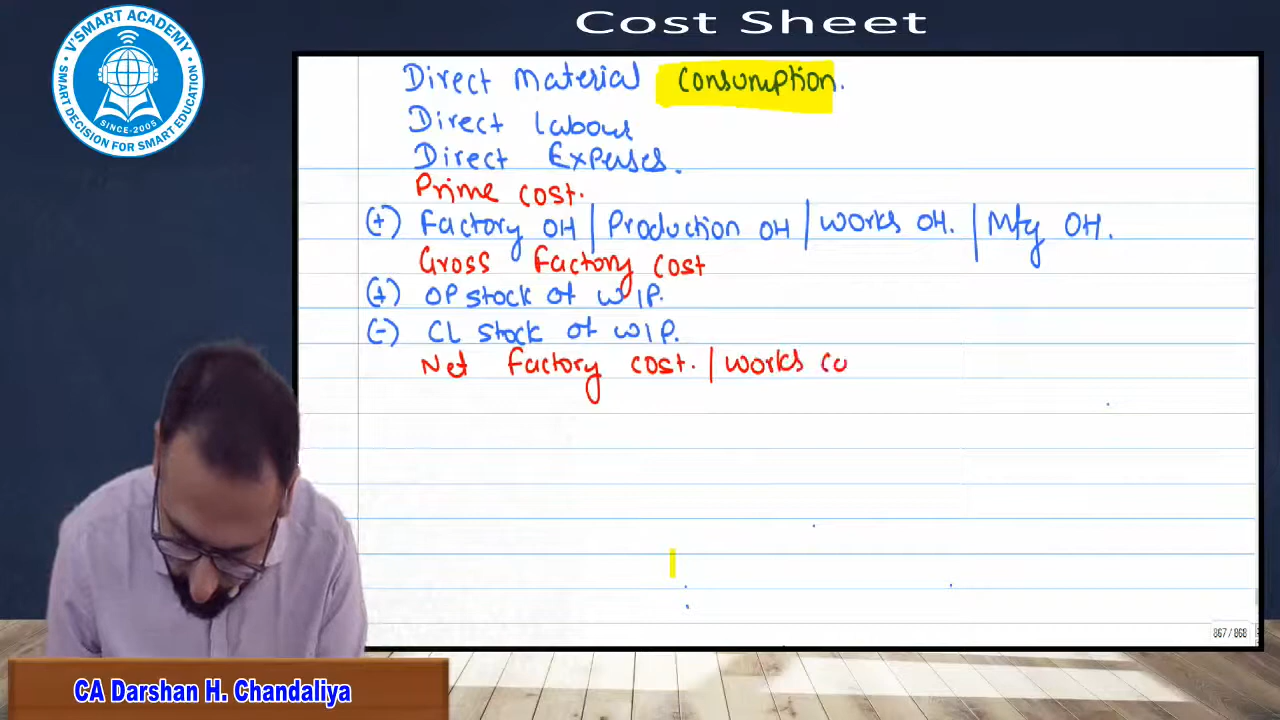 Cost Sheet
V'SMART ACADEMY
SINCE-2005
SMART DECISION FOR SMART EDUCATION
Direct Material Consumption.
Direct Labour
Direct Expenses.
Prime Cost.
(+) Factory OH | Production OH | Works OH. | Mfg OH.
Gross Factory Cost
(+) OP Stock of WIP.
(-) CL Stock of WIP.
Net Factory Cost. | Works Co
867 / 868
CA Darshan H. Chandaliya